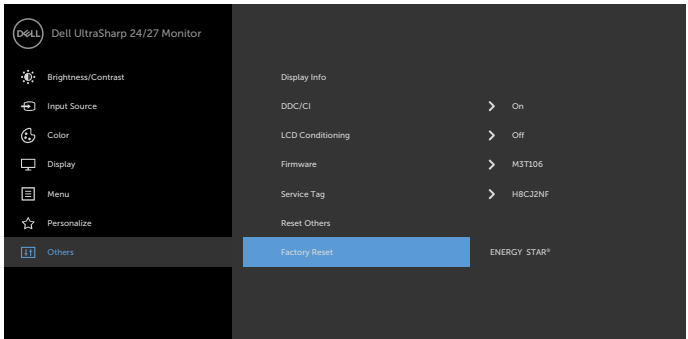 DELL Dell UltraSharp 24/27 Monitor
Brightness/Contrast Display Info
Input Source DDC/CI On
Color LCD Conditioning Off
Display Firmware M3T106
Menu Service Tag H8CJ2NF
Personalize Reset Others
Others Factory Reset ENERGY STAR®